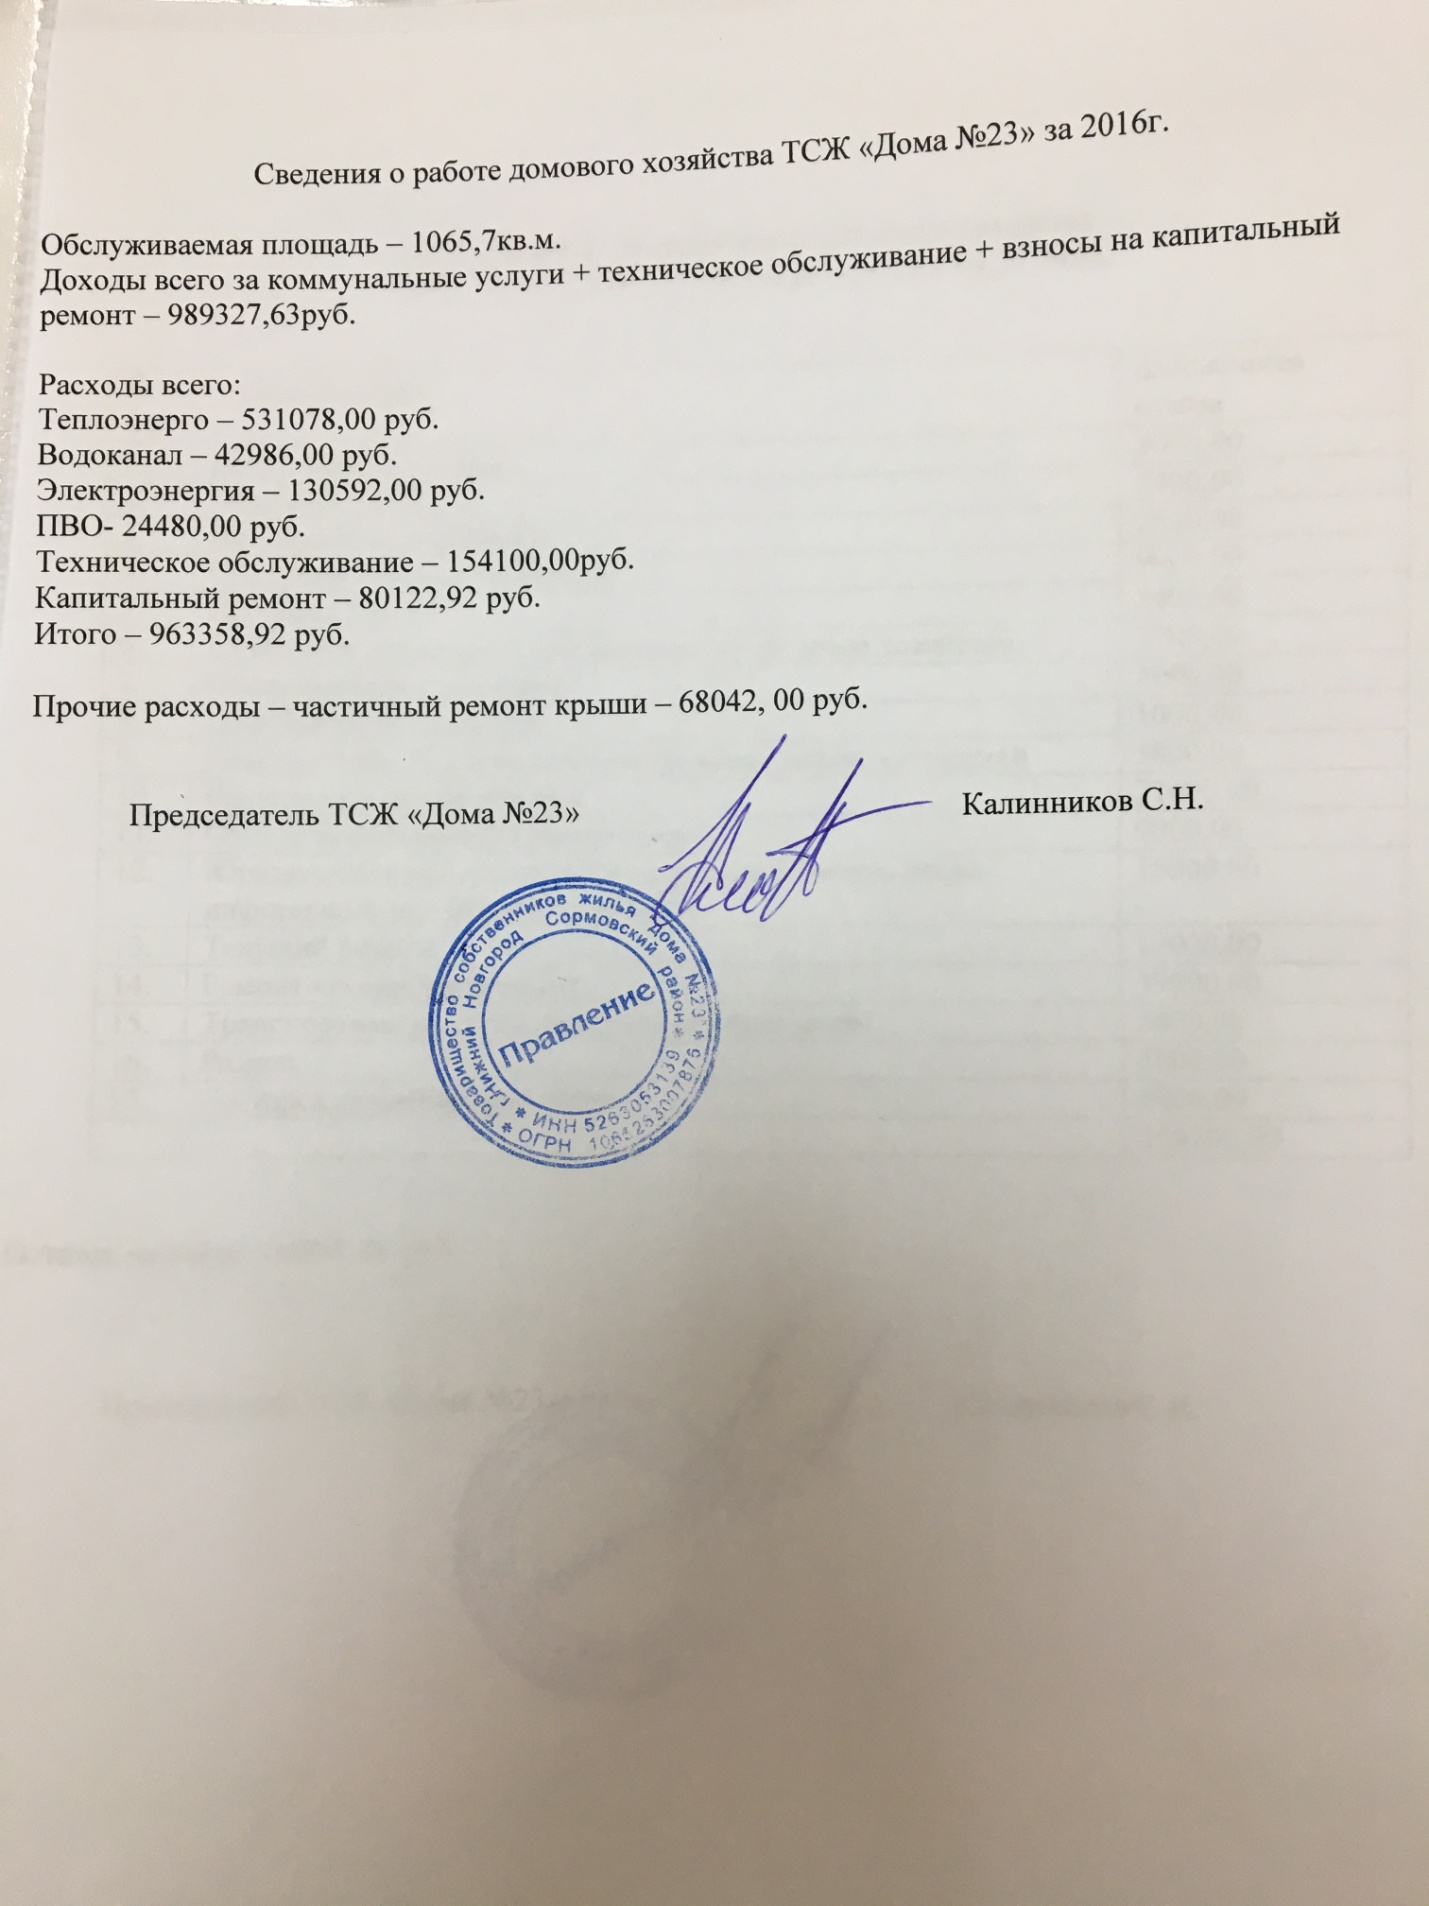 Сведения о работе домового хозяйства ТСЖ «Дома №23» за 2016г.
Обслуживаемая площадь – 1065,7кв.м.
Доходы всего за коммунальные услуги + техническое обслуживание + взносы на капитальный
ремонт – 989327,63руб.
Расходы всего:
Теплоэнерго – 531078,00 руб.
Водоканал – 42986,00 руб.
Электроэнергия – 130592,00 руб.
ПВО- 24480,00 руб.
Техническое обслуживание – 154100,00руб.
Капитальный ремонт – 80122,92 руб.
Итого – 963358,92 руб.
Прочие расходы – частичный ремонт крыши – 68042, 00 руб.
Председатель ТСЖ «Дома №23»
Калинников С.Н.
Товарищество собственников жилья "Дома №23" *
г.Нижний Новгород Сормовский район *
Правление
* ИНН 5263053139
* ОГРН 1065263007875